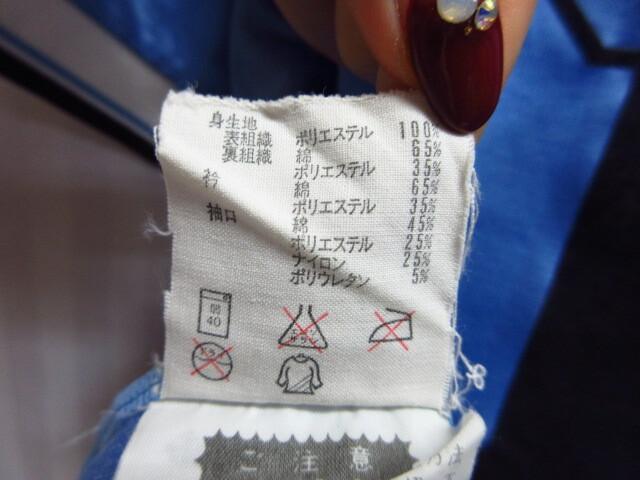 身生地
表組織 ポリエステル 100%
裏組織 綿 65%
ポリエステル 35%
衿 綿 65%
ポリエステル 35%
袖口 綿 45%
ポリエステル 25%
ナイロン 25%
ポリウレタン 5%
40
ドライ
ご注意